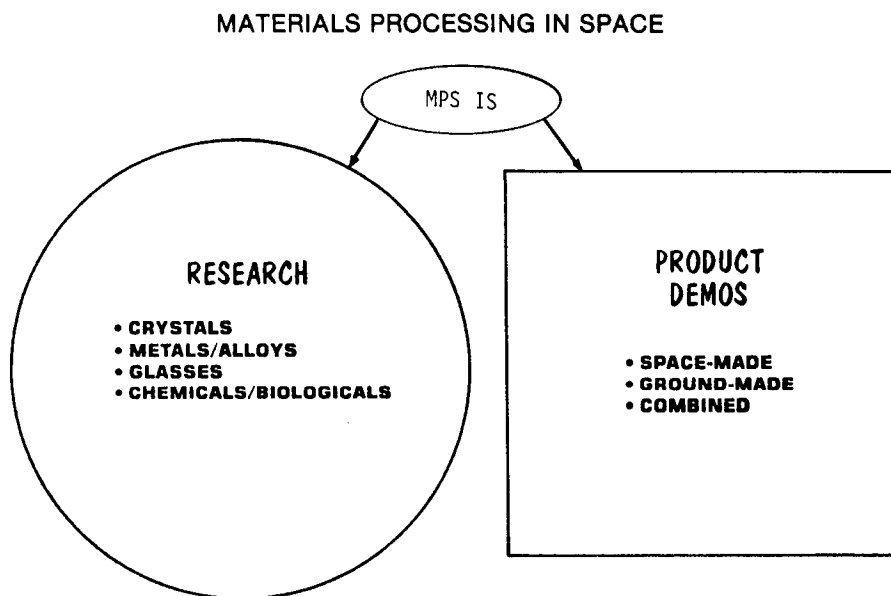 MATERIALS PROCESSING IN SPACE
MPS IS
RESEARCH
• CRYSTALS
• METALS/ALLOYS
• GLASSES
• CHEMICALS/BIOLOGICALS
PRODUCT
DEMOS
• SPACE-MADE
• GROUND-MADE
• COMBINED